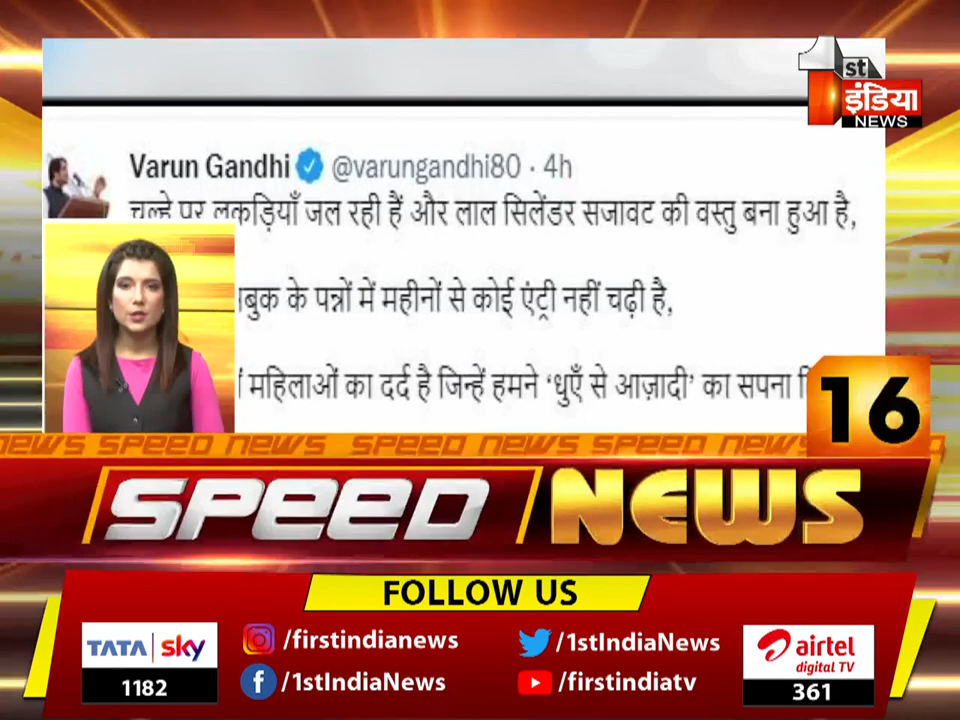 1st
इंडिया
NEWS
Varun Gandhi @varungandhi80 · 4h
चूल्हे पर लकड़ियाँ जल रही हैं और लाल सिलेंडर सजावट की वस्तु बना हुआ है,
के पन्नों में महीनों से कोई एंट्री नहीं चढ़ी है,
महिलाओं का दर्द है जिन्हें हमने ‘धुएँ से आज़ादी’ का सपना
16
NEWS SPEED NEWS SPEED NEWS SPEED NEWS
SPEED NEWS
FOLLOW US
TATA sky
1182
/firstindianews
/1stIndiaNews
/1stIndiaNews
/firstindiatv
airtel
digital TV
361